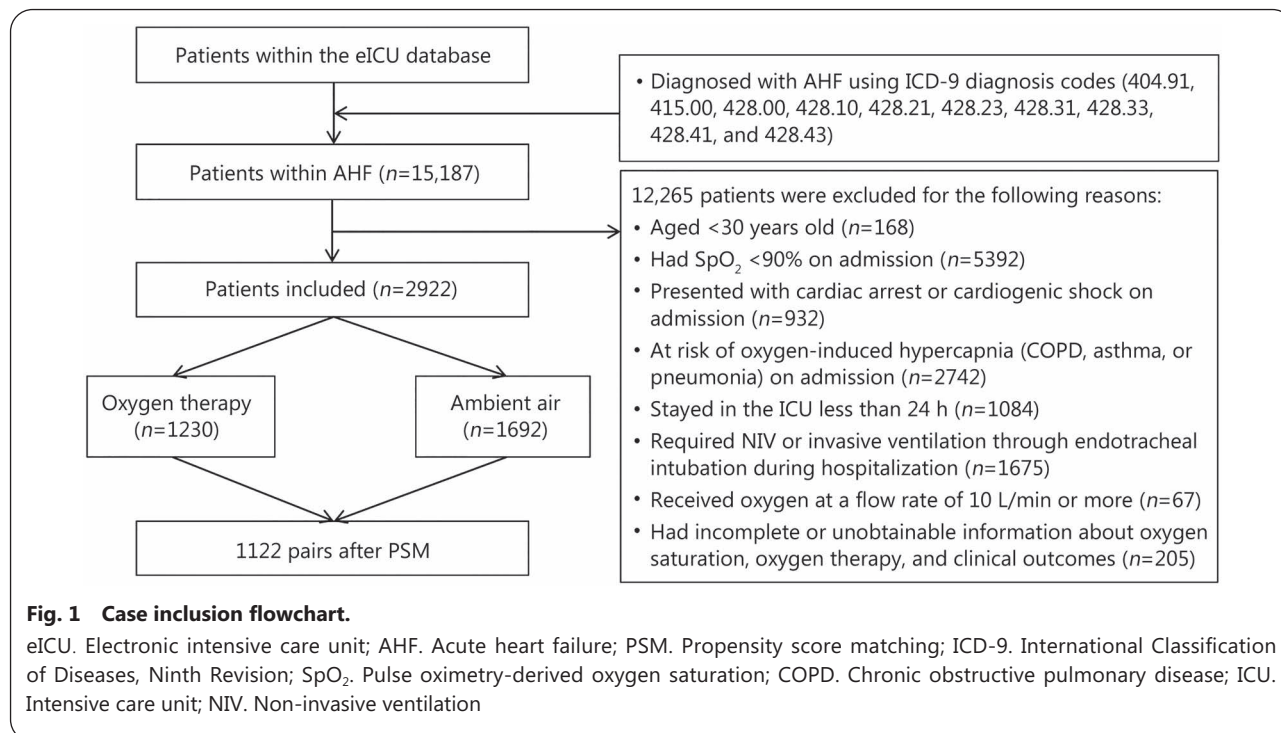 Patients within the eICU database
• Diagnosed with AHF using ICD-9 diagnosis codes (404.91,
415.00, 428.00, 428.10, 428.21, 428.23, 428.31, 428.33,
428.41, and 428.43)
Patients within AHF (n=15,187)
12,265 patients were excluded for the following reasons:
• Aged <30 years old (n=168)
• Had SpO₂ <90% on admission (n=5392)
• Presented with cardiac arrest or cardiogenic shock on
admission (n=932)
• At risk of oxygen-induced hypercapnia (COPD, asthma, or
pneumonia) on admission (n=2742)
• Stayed in the ICU less than 24 h (n=1084)
• Required NIV or invasive ventilation through endotracheal
intubation during hospitalization (n=1675)
• Received oxygen at a flow rate of 10 L/min or more (n=67)
• Had incomplete or unobtainable information about oxygen
saturation, oxygen therapy, and clinical outcomes (n=205)
Patients included (n=2922)
Oxygen therapy
(n=1230)
Ambient air
(n=1692)
1122 pairs after PSM
Fig. 1 Case inclusion flowchart.
eICU. Electronic intensive care unit; AHF. Acute heart failure; PSM. Propensity score matching; ICD-9. International Classification
of Diseases, Ninth Revision; SpO₂. Pulse oximetry-derived oxygen saturation; COPD. Chronic obstructive pulmonary disease; ICU.
Intensive care unit; NIV. Non-invasive ventilation